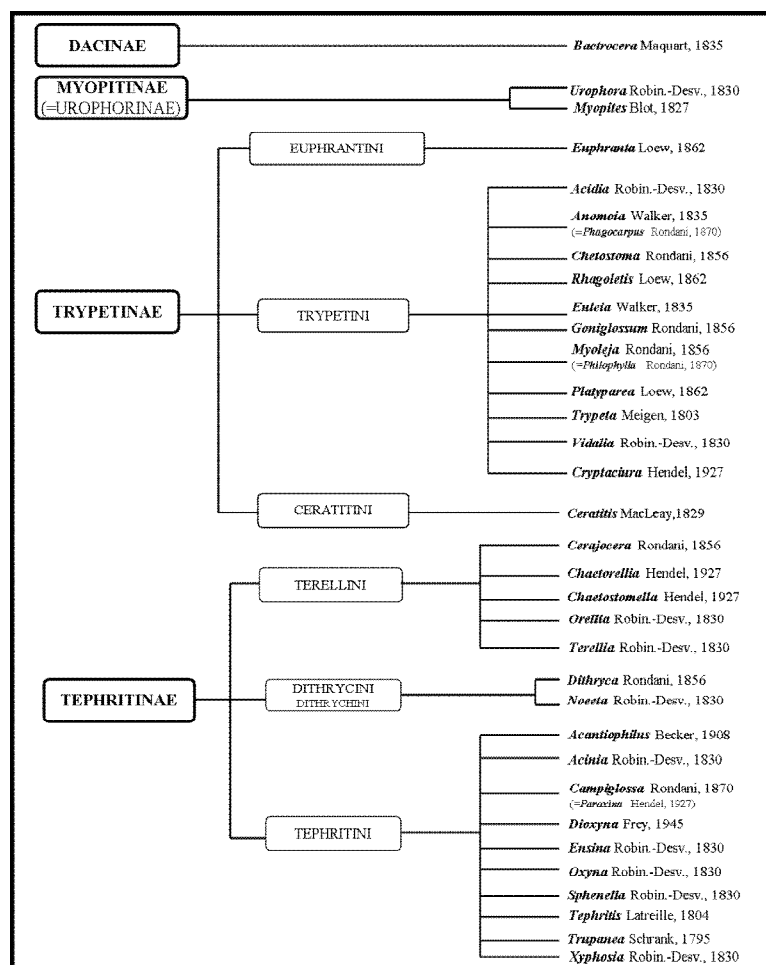 DACINAE
Bactrocera Maquart, 1835
MYOPITINAE
(=UROPHORINAE)
Urophora Robin.-Desv., 1830
Myopites Blot, 1827
TRYPETINAE
EUPHRANTINI
Euphranta Loew, 1862
TRYPETINI
Acidia Robin.-Desv., 1830
Anomoia Walker, 1835
(=Phagocarpus Rondani, 1870)
Chetostoma Rondani, 1856
Rhagoletis Loew, 1862
Euleia Walker, 1835
Goniglossum Rondani, 1856
Myoleja Rondani, 1856
(=Philophylla Rondani, 1870)
Platyparea Loew, 1862
Trypeta Meigen, 1803
Vidalia Robin.-Desv., 1830
Cryptaciura Hendel, 1927
CERATITINI
Ceratitis MacLeay,1829
TEPHRITINAE
TERELLINI
Cerajocera Rondani, 1856
Chaetorellia Hendel, 1927
Chaetostomella Hendel, 1927
Orellia Robin.-Desv., 1830
Terellia Robin.-Desv., 1830
DITHRYCINI
DITHRYCHINI
Dithryca Rondani, 1856
Noeeta Robin.-Desv., 1830
TEPHRITINI
Acantiophilus Becker, 1908
Acinia Robin.-Desv., 1830
Campiglossa Rondani, 1870
(=Paroxina Hendel, 1927)
Dioxyna Frey, 1945
Ensina Robin.-Desv., 1830
Oxyna Robin.-Desv., 1830
Sphenella Robin.-Desv., 1830
Tephritis Latreille, 1804
Trupanea Schrank, 1795
Xyphosia Robin.-Desv., 1830